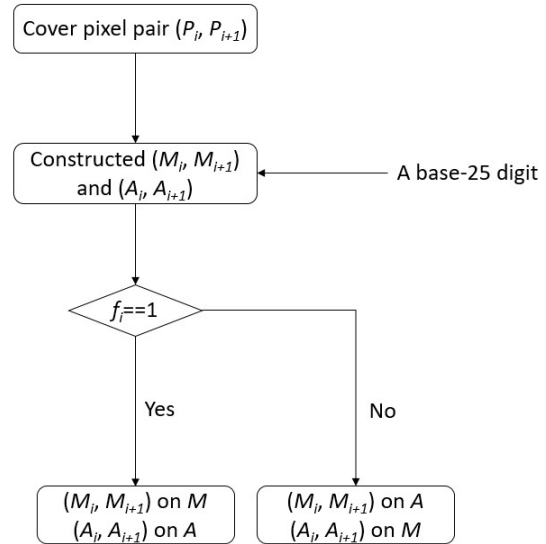 Cover pixel pair (Pi, Pi+1)
Constructed (Mi, Mi+1)
and (Ai, Ai+1)
A base-25 digit
fi==1
Yes
No
(Mi, Mi+1) on M
(Ai, Ai+1) on A
(Mi, Mi+1) on A
(Ai, Ai+1) on M